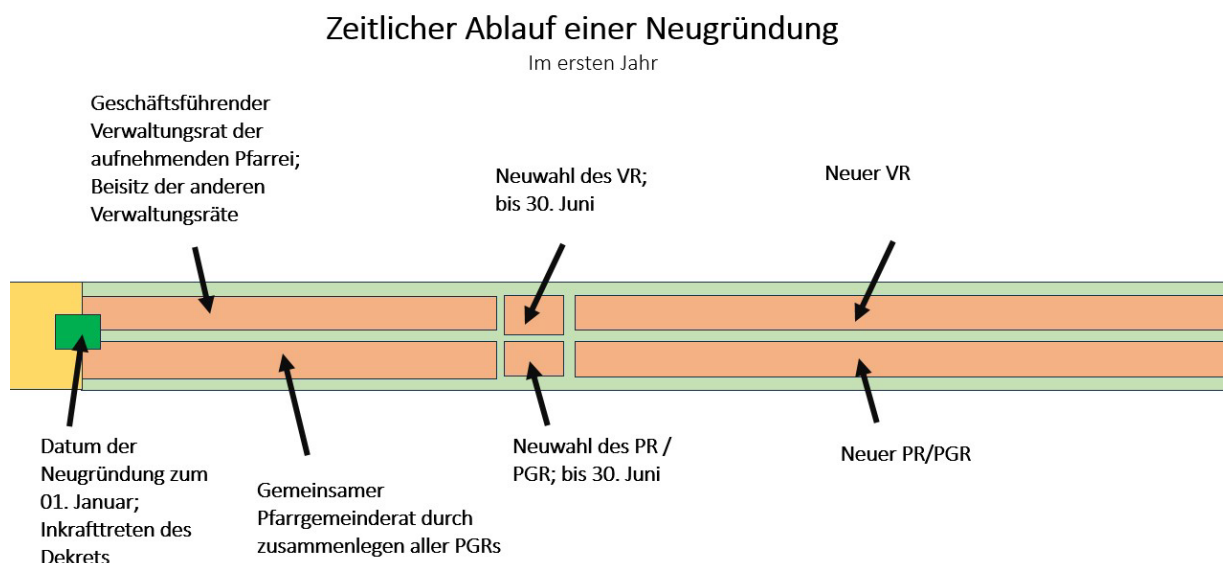 Zeitlicher Ablauf einer Neugründung
Im ersten Jahr
Geschäftsführender
Verwaltungsrat der
aufnehmenden Pfarrei;
Beisitz der anderen
Verwaltungsräte
Neuwahl des VR;
bis 30. Juni
Neuer VR
Datum der
Neugründung zum
01. Januar;
Inkrafttreten des
Dekrets
Gemeinsamer
Pfarrgemeinderat durch
zusammenlegen aller PGRs
Neuwahl des PR /
PGR; bis 30. Juni
Neuer PR/PGR